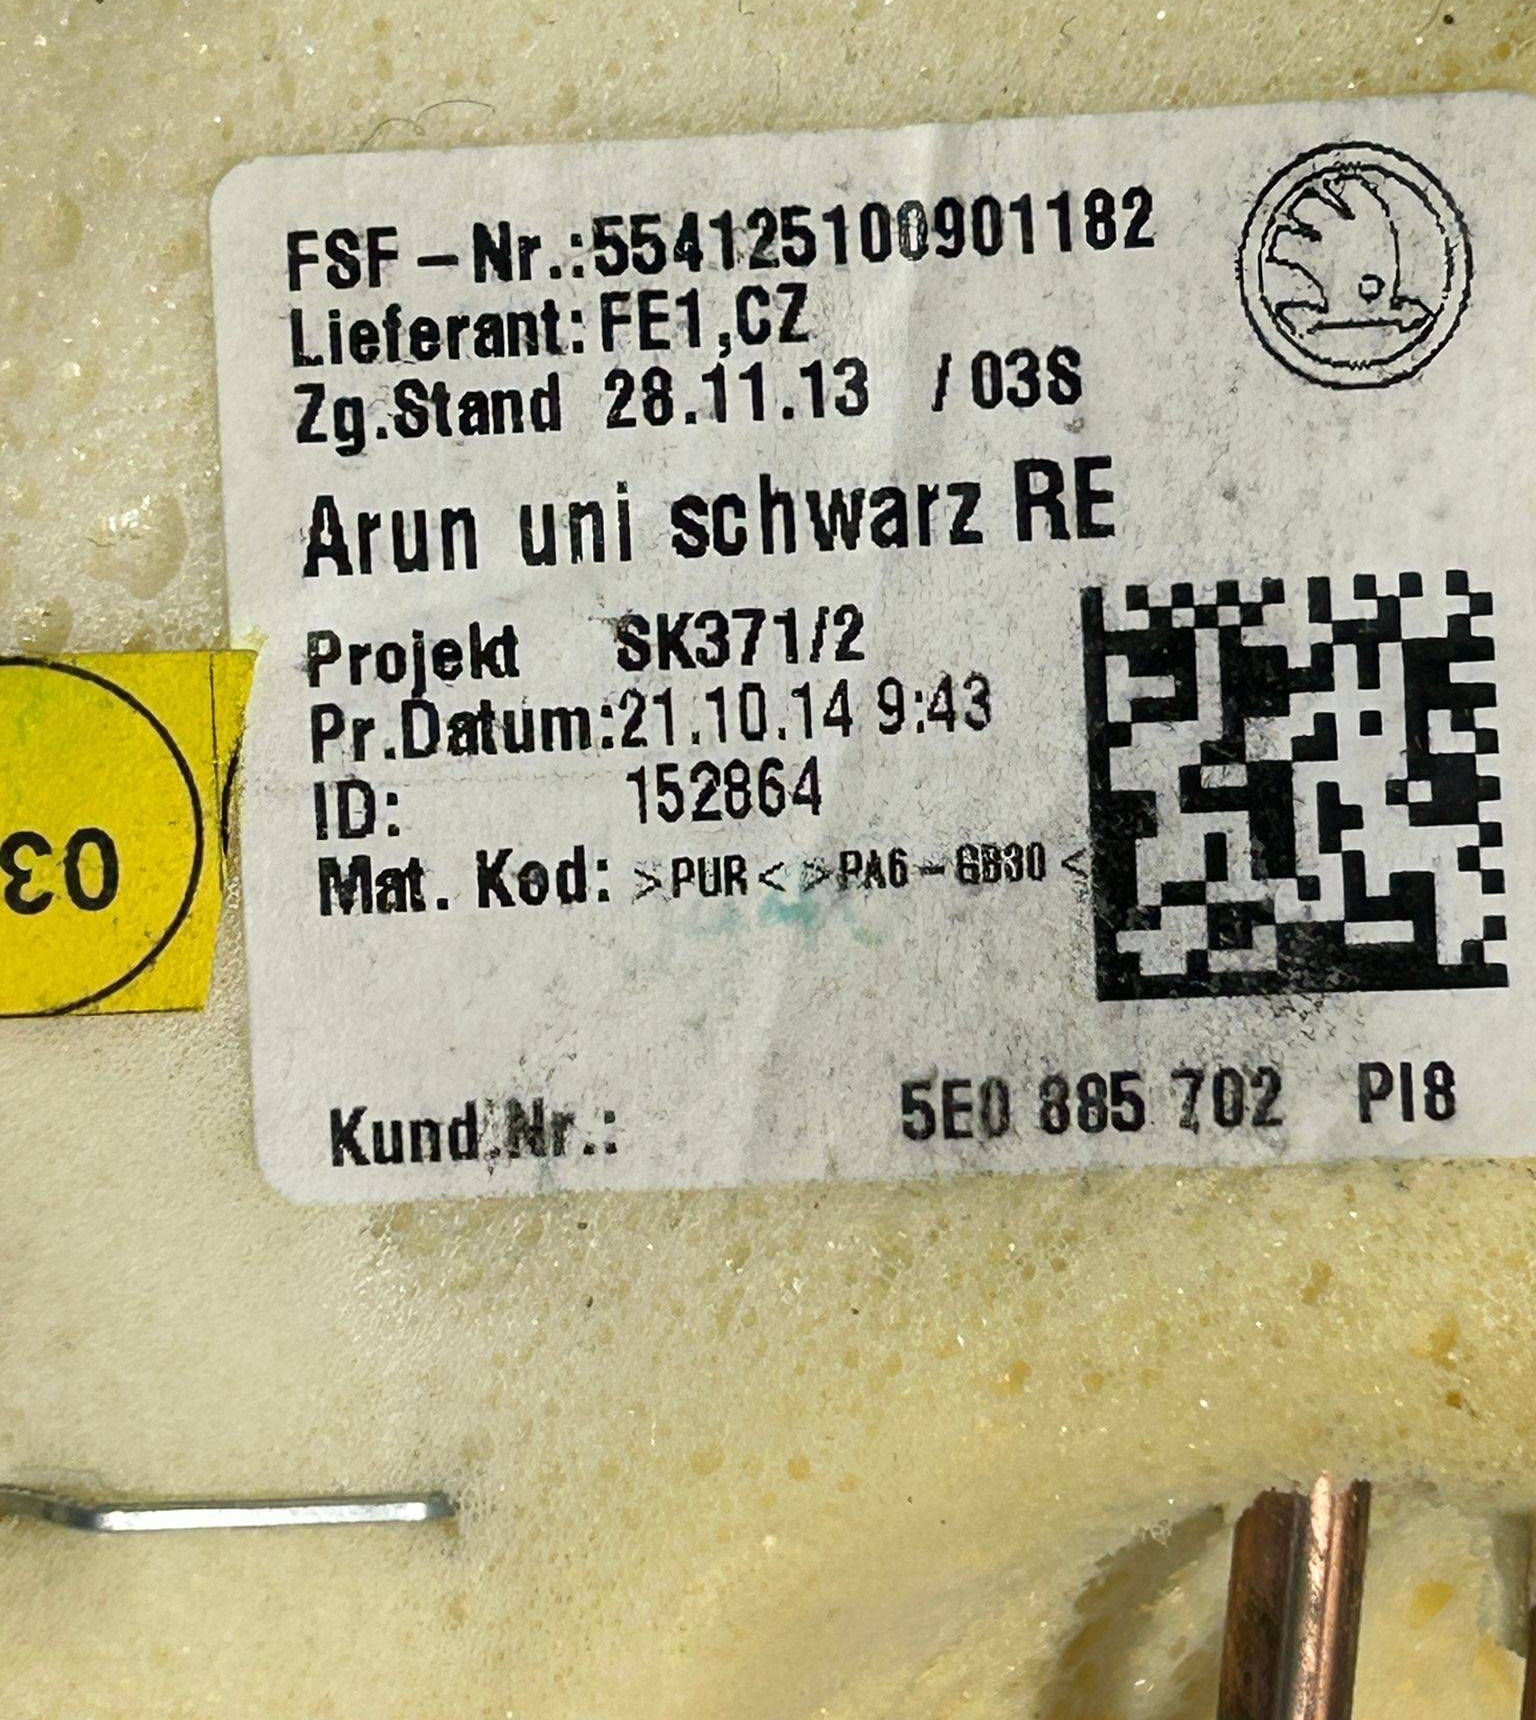 FSF-Nr.:554125100901182
Lieferant: FE1,CZ
Zg.Stand 28.11.13 / 03S
Arun uni schwarz RE
Projekt SK371/2
Pr.Datum:21.10.14 9:43
ID: 152864
Mat. Kod: >PUR< >PA6-GB30<
Kund.Nr.: 5E0 885 702 PI8
03